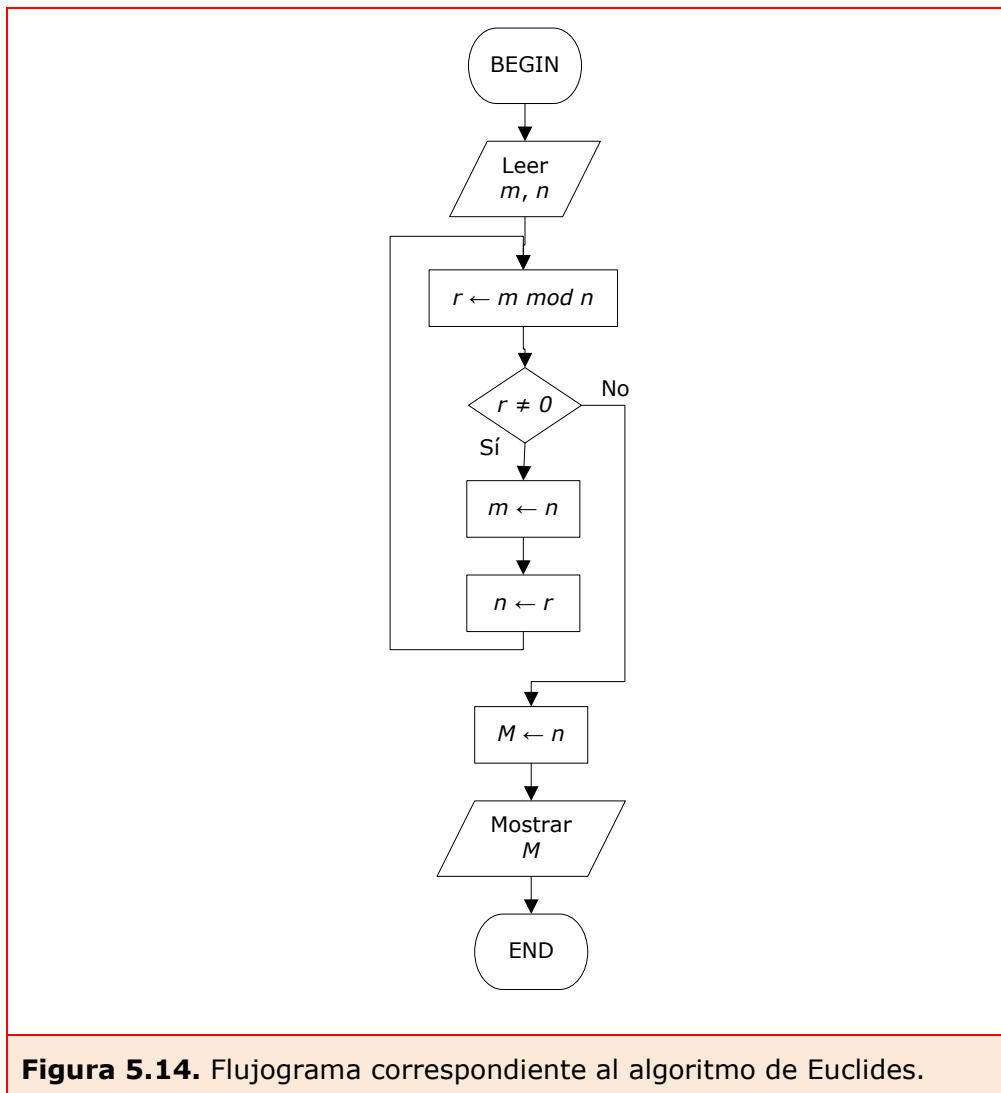 BEGIN
Leer
m, n
r ← m mod n
r ≠ 0
No
Sí
m ← n
n ← r
M ← n
Mostrar
M
END
Figura 5.14. Flujograma correspondiente al algoritmo de Euclides.